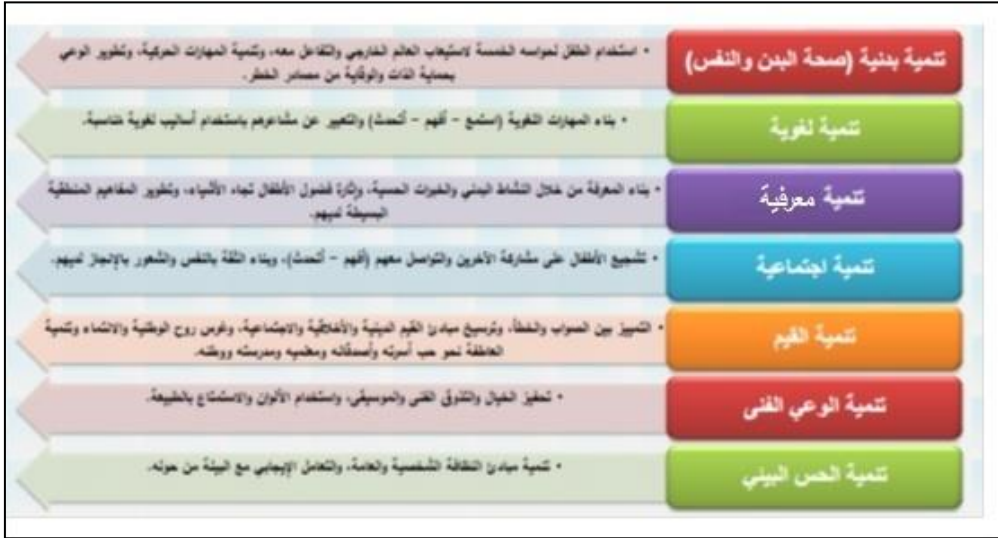 تنمية بدنية (صحة البدن والنفس)
• استخدام الطفل لحواسه الخمسة لاستيعاب العالم الخارجي والتفاعل معه، وتنمية المهارات الحركية، وتطوير الوعي
بحماية الذات والوقاية من مصادر الخطر.
تنمية لغوية
• بناء المهارات اللغوية (استمع – أفهم – أتحدث) والتعبير عن مشاعرهم باستخدام أساليب لغوية مناسبة.
تنمية معرفية
• بناء المعرفة من خلال النشاط البدني والخبرات الحسية، وإثارة فضول الأطفال تجاه الأشياء، وتطوير المفاهيم المنطقية
البسيطة لديهم.
تنمية اجتماعية
• تشجيع الأطفال على مشاركة الآخرين والتواصل معهم (أفهم – أتحدث)، وبناء الثقة بالنفس والشعور بالإنجاز لديهم.
تنمية القيم
• التمييز بين الصواب والخطأ، وترسيخ مبادئ القيم الدينية والأخلاقية والاجتماعية، وغرس روح الوطنية والانتماء وتنمية
العاطفة نحو حب أسرته وأصدقائه ومعلميه ومدرسته ووطنه.
تنمية الوعي الفنى
• تحفيز الخيال والتذوق الفني والموسيقى، واستخدام الألوان والاستمتاع بالطبيعة.
تنمية الحس البيئي
• تنمية مبادئ النظافة الشخصية والعامة، والتعامل الإيجابي مع البيئة من حوله.